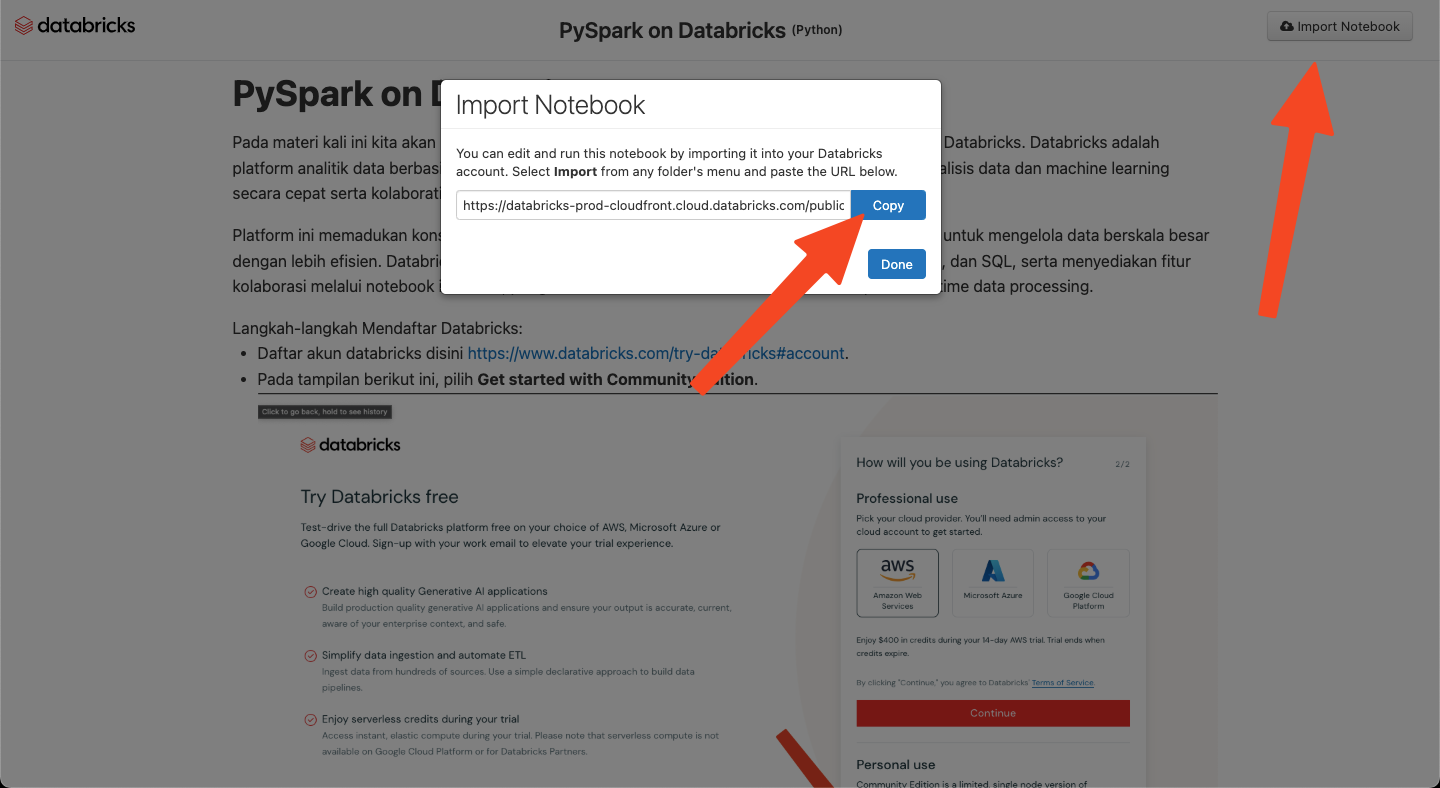 databricks
PySpark on Databricks (Python)
Import Notebook
PySpark on D
Import Notebook
You can edit and run this notebook by importing it into your Databricks
account. Select Import from any folder's menu and paste the URL below.
https://databricks-prod-cloudfront.cloud.databricks.com/public
Copy
Done
Pada materi kali ini kita akan Databricks. Databricks adalah
platform analitik data berbasi alisis data dan machine learning
secara cepat serta kolaborati
Platform ini memadukan kons untuk mengelola data berskala besar
dengan lebih efisien. Databric , dan SQL, serta menyediakan fitur
kolaborasi melalui notebook time data processing.
Langkah-langkah Mendaftar Databricks:
• Daftar akun databricks disini https://www.databricks.com/try-databricks#account.
• Pada tampilan berikut ini, pilih Get started with Community Edition.
Click to go back, hold to see history
databricks
Try Databricks free
Test-drive the full Databricks platform free on your choice of AWS, Microsoft Azure or
Google Cloud. Sign-up with your work email to elevate your trial experience.
Create high quality Generative AI applications
Build production quality generative AI applications and ensure your output is accurate, current,
aware of your enterprise context, and safe.
Simplify data ingestion and automate ETL
Ingest data from hundreds of sources. Use a simple declarative approach to build data
pipelines.
Enjoy serverless credits during your trial
Access instant, elastic compute during your trial. Please note that serverless compute is not
available on Google Cloud Platform or for Databricks Partners.
How will you be using Databricks? 2/2
Professional use
Pick your cloud provider. You'll need admin access to your
cloud account to get started.
aws
Amazon Web
Services
Microsoft Azure
Google Cloud
Platform
Enjoy $400 in credits during your 14-day AWS trial. Trial ends when
credits expire.
By clicking "Continue," you agree to Databricks' Terms of Service.
Continue
Personal use
Community Edition is a limited, single node version of